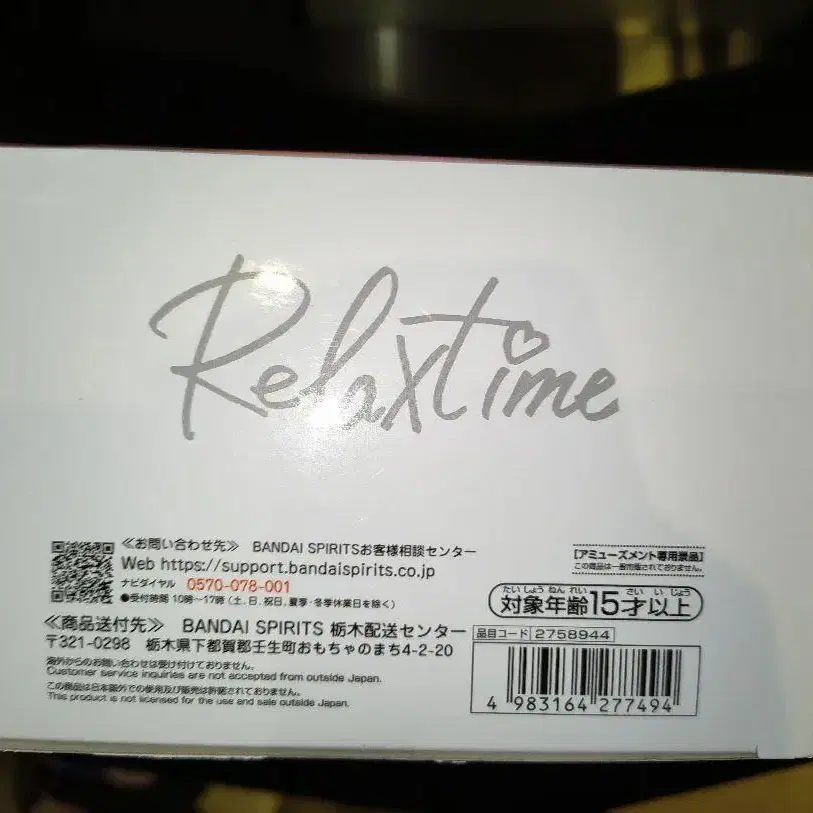 Relaxtime
≪お問い合わせ先≫ BANDAI SPIRITSお客様相談センター
Web https://support.bandaispirits.co.jp
ナビダイヤル 0570-078-001
●受付時間 10時〜17時(土、日、祝日、夏季・冬季休業日を除く)
≪商品送付先≫ BANDAI SPIRITS 栃木配送センター
〒321-0298 栃木県下都賀郡壬生町おもちゃのまち4-2-20
海外からのお問い合わせは受け付けておりません。
Customer service inquiries are not accepted from outside Japan.
この商品は日本国外での使用及び販売は許諾されておりません。
This product is not licensed for the use and sale outside Japan.
【アミューズメント専用景品】
この商品は一般市販されておりません。
たいしょうねんれい さいいじょう
対象年齢15才以上
品目コード 2758944
4 983164 277494